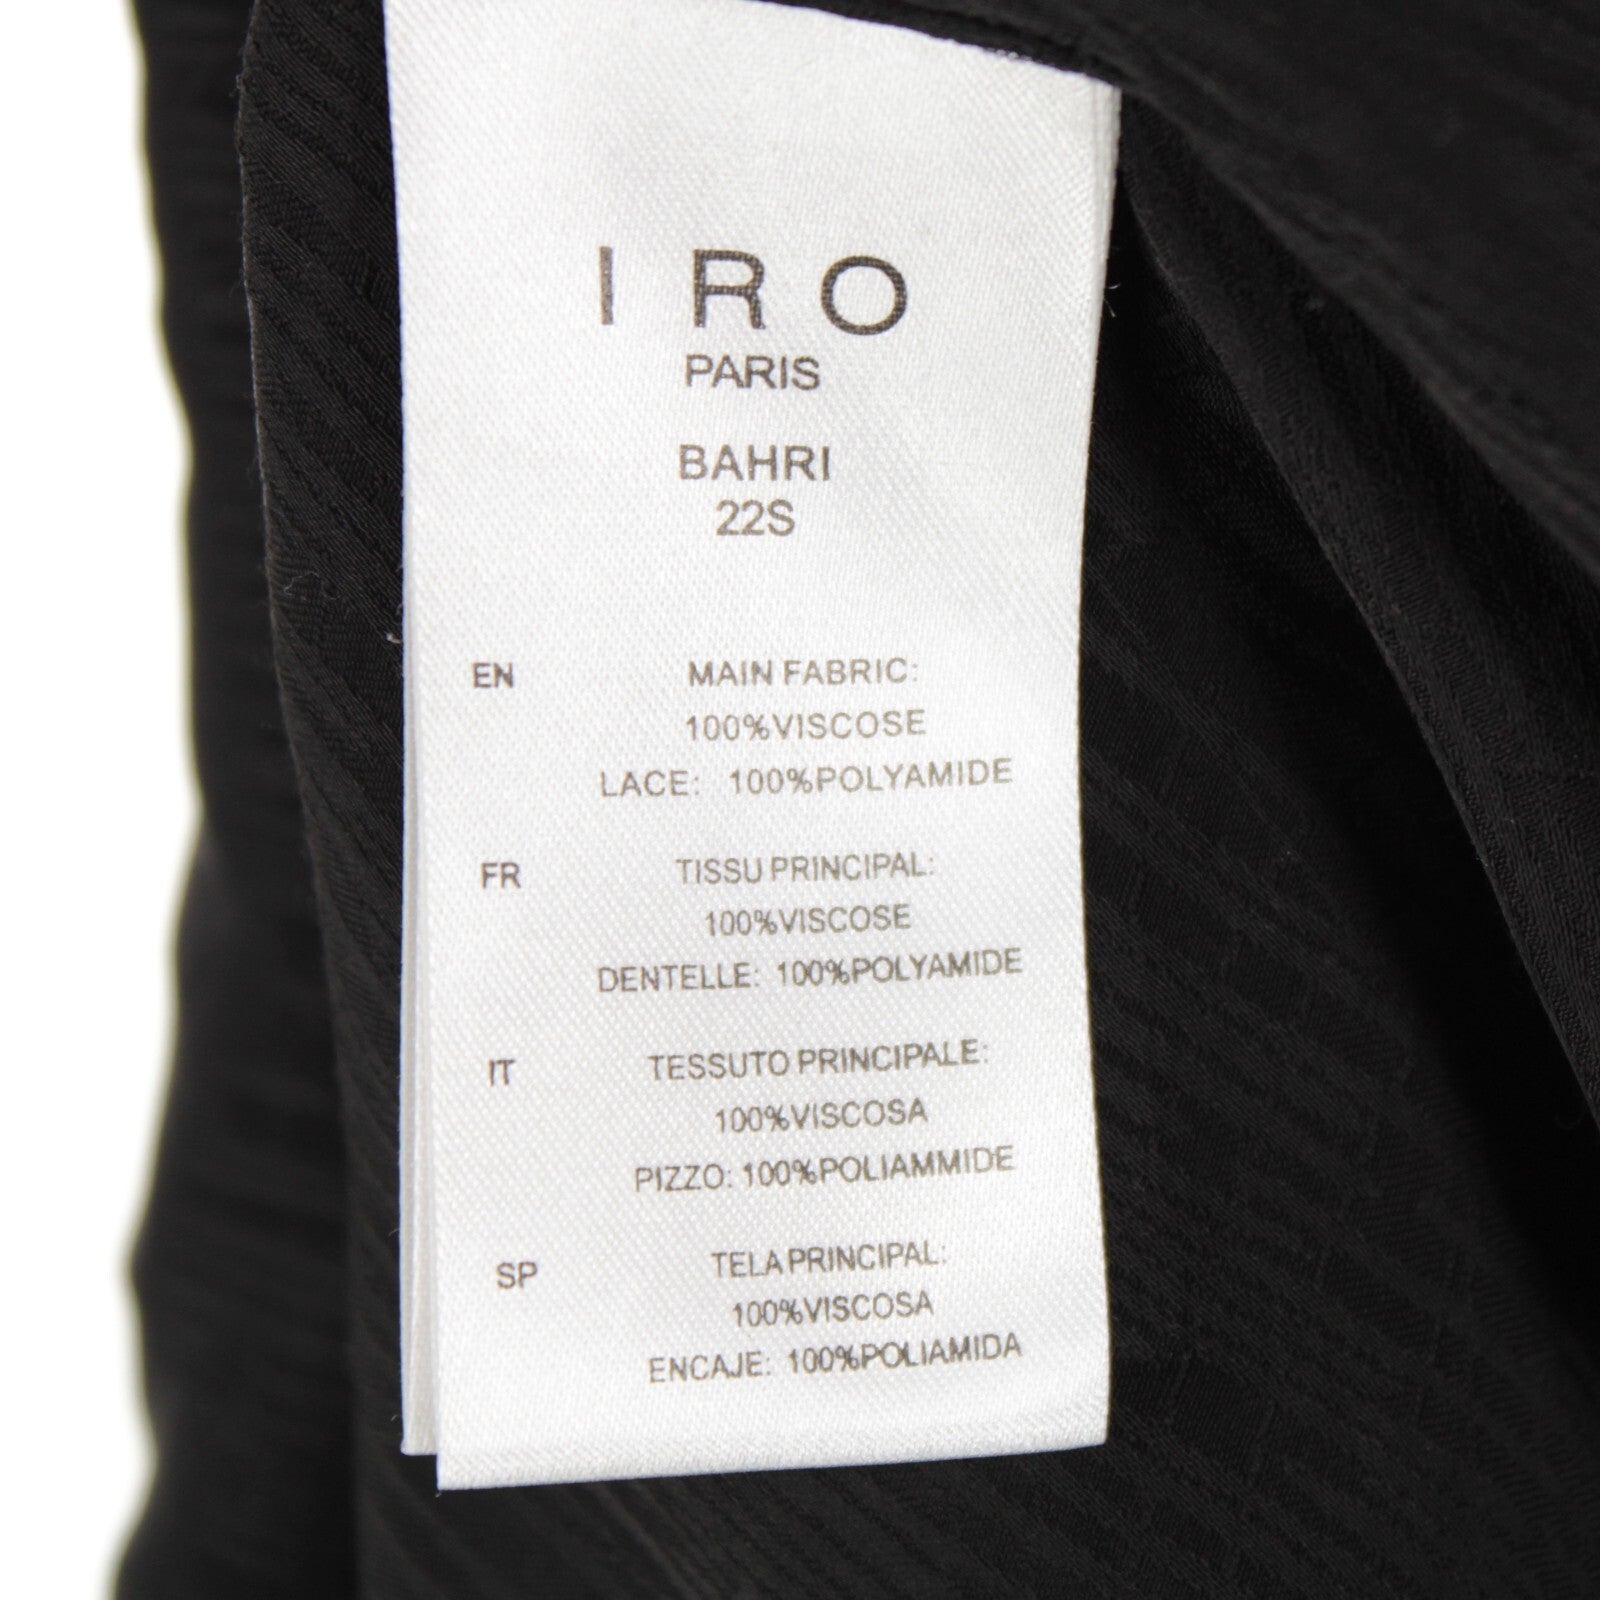 IRO
PARIS
BAHRI
22S
EN MAIN FABRIC:
100%VISCOSE
LACE: 100%POLYAMIDE
FR TISSU PRINCIPAL:
100%VISCOSE
DENTELLE: 100%POLYAMIDE
IT TESSUTO PRINCIPALE:
100%VISCOSA
PIZZO: 100%POLIAMMIDE
SP TELA PRINCIPAL:
100%VISCOSA
ENCAJE: 100%POLIAMIDA